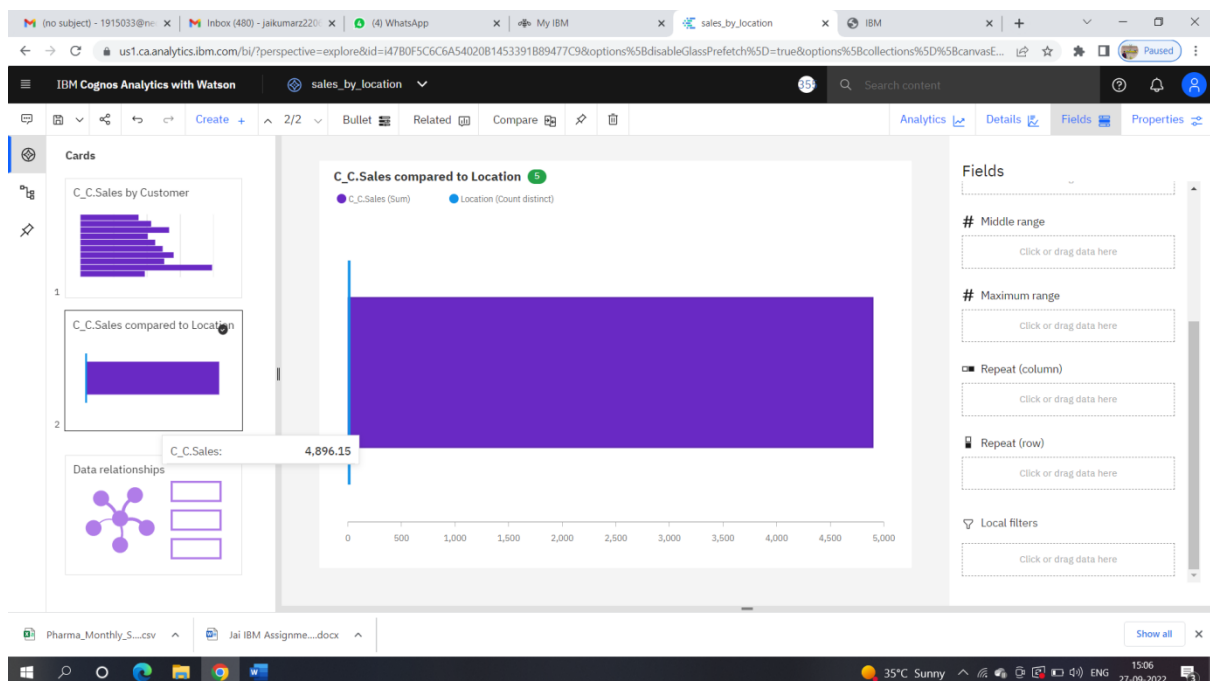 (no subject) - 1915033@ne
Inbox (480) - jaikumarz220
(4) WhatsApp
My IBM
sales_by_location
IBM
us1.ca.analytics.ibm.com/bi/?perspective=explore&id=i47B0F5C6C6A54020B1453391B89477C9&options%5BdisableGlassPrefetch%5D=true&options%5Bcollections%5D%5BcanvasE...
Paused
IBM Cognos Analytics with Watson
sales_by_location
Search content
Create +
2/2
Bullet
Related
Compare
Analytics
Details
Fields
Properties
Cards
C_C.Sales by Customer
1
C_C.Sales compared to Location
2
C_C.Sales: 4,896.15
Data relationships
C_C.Sales compared to Location 5
C_C.Sales (Sum)
Location (Count distinct)
0 500 1,000 1,500 2,000 2,500 3,000 3,500 4,000 4,500 5,000
Fields
# Middle range
Click or drag data here
# Maximum range
Click or drag data here
Repeat (column)
Click or drag data here
Repeat (row)
Click or drag data here
Local filters
Click or drag data here
Pharma_Monthly_S....csv
Jai IBM Assignme....docx
Show all
35°C Sunny
ENG
15:06
27-09-2022